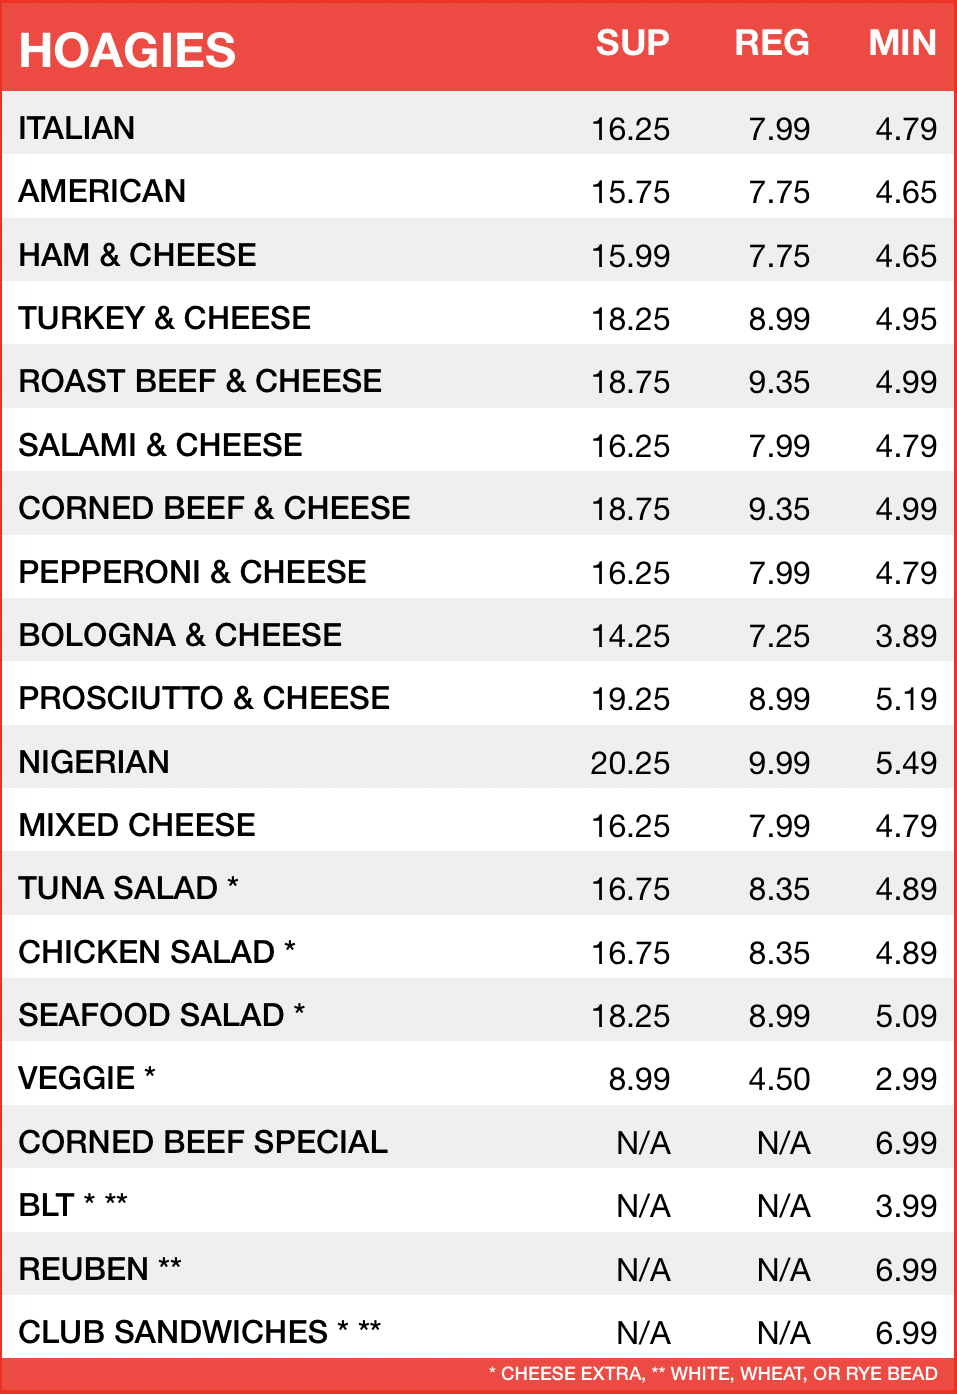 HOAGIES SUP REG MIN
ITALIAN 16.25 7.99 4.79
AMERICAN 15.75 7.75 4.65
HAM & CHEESE 15.99 7.75 4.65
TURKEY & CHEESE 18.25 8.99 4.95
ROAST BEEF & CHEESE 18.75 9.35 4.99
SALAMI & CHEESE 16.25 7.99 4.79
CORNED BEEF & CHEESE 18.75 9.35 4.99
PEPPERONI & CHEESE 16.25 7.99 4.79
BOLOGNA & CHEESE 14.25 7.25 3.89
PROSCIUTTO & CHEESE 19.25 8.99 5.19
NIGERIAN 20.25 9.99 5.49
MIXED CHEESE 16.25 7.99 4.79
TUNA SALAD * 16.75 8.35 4.89
CHICKEN SALAD * 16.75 8.35 4.89
SEAFOOD SALAD * 18.25 8.99 5.09
VEGGIE * 8.99 4.50 2.99
CORNED BEEF SPECIAL N/A N/A 6.99
BLT * ** N/A N/A 3.99
REUBEN ** N/A N/A 6.99
CLUB SANDWICHES * ** N/A N/A 6.99
* CHEESE EXTRA, ** WHITE, WHEAT, OR RYE BEAD